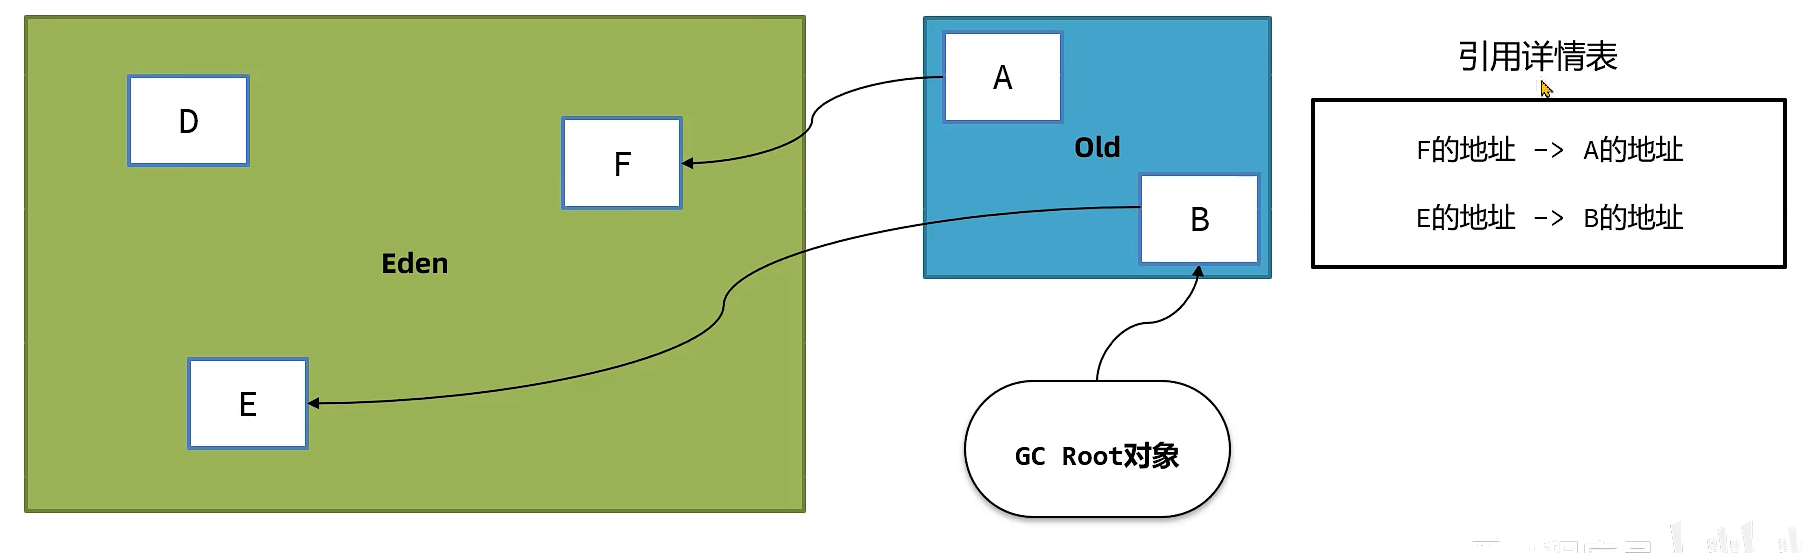 引用详情表
D
F
A
Old
B
Eden
E
GC Root对象
F的地址 -> A的地址
E的地址 -> B的地址